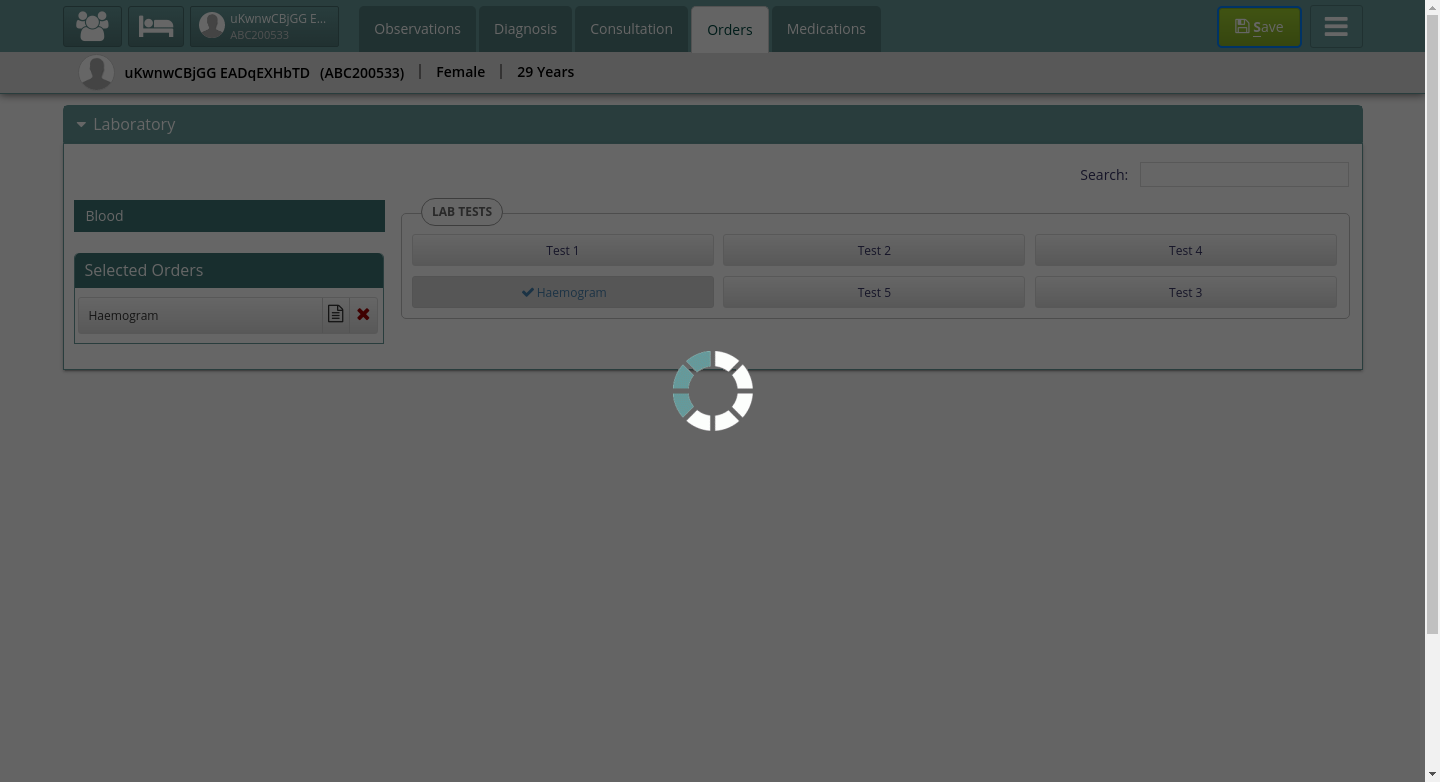 uKwnwCBjGG E...
ABC200533
Observations
Diagnosis
Consultation
Orders
Medications
Save
uKwnwCBjGG EADqEXHbTD (ABC200533) | Female | 29 Years
Laboratory
Search:
Blood
LAB TESTS
Test 1
Test 2
Test 4
Haemogram
Test 5
Test 3
Selected Orders
Haemogram